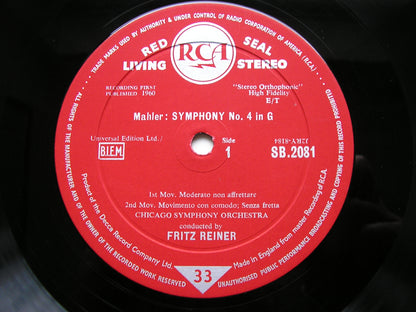 TRADE MARKS USED BY AUTHORITY AND UNDER CONTROL OF RADIO CORPORATION OF AMERICA (R.C.A.)
RED RCA SEAL
LIVING STEREO
RECORDING FIRST
PUBLISHED 1960
"Stereo Orthophonic"
High Fidelity
E/T
Mahler: SYMPHONY No. 4 in G
Universal Edition Ltd./
B.I.E.M.
Side
1
J2RY-8184
SB.2081
1st Mov. Moderato non affrettare
2nd Mov. Movimento con comodo; Senza fretta
CHICAGO SYMPHONY ORCHESTRA
conducted by
FRITZ REINER
Product of the Decca Record Company Ltd.
33
Made in England from master Recording of R.C.A.
ALL RIGHTS OF THE MANUFACTURER AND OF THE OWNER OF THE RECORDED WORK RESERVED
UNAUTHORISED PUBLIC PERFORMANCE BROADCASTING AND COPYING OF THIS RECORD PROHIBITED